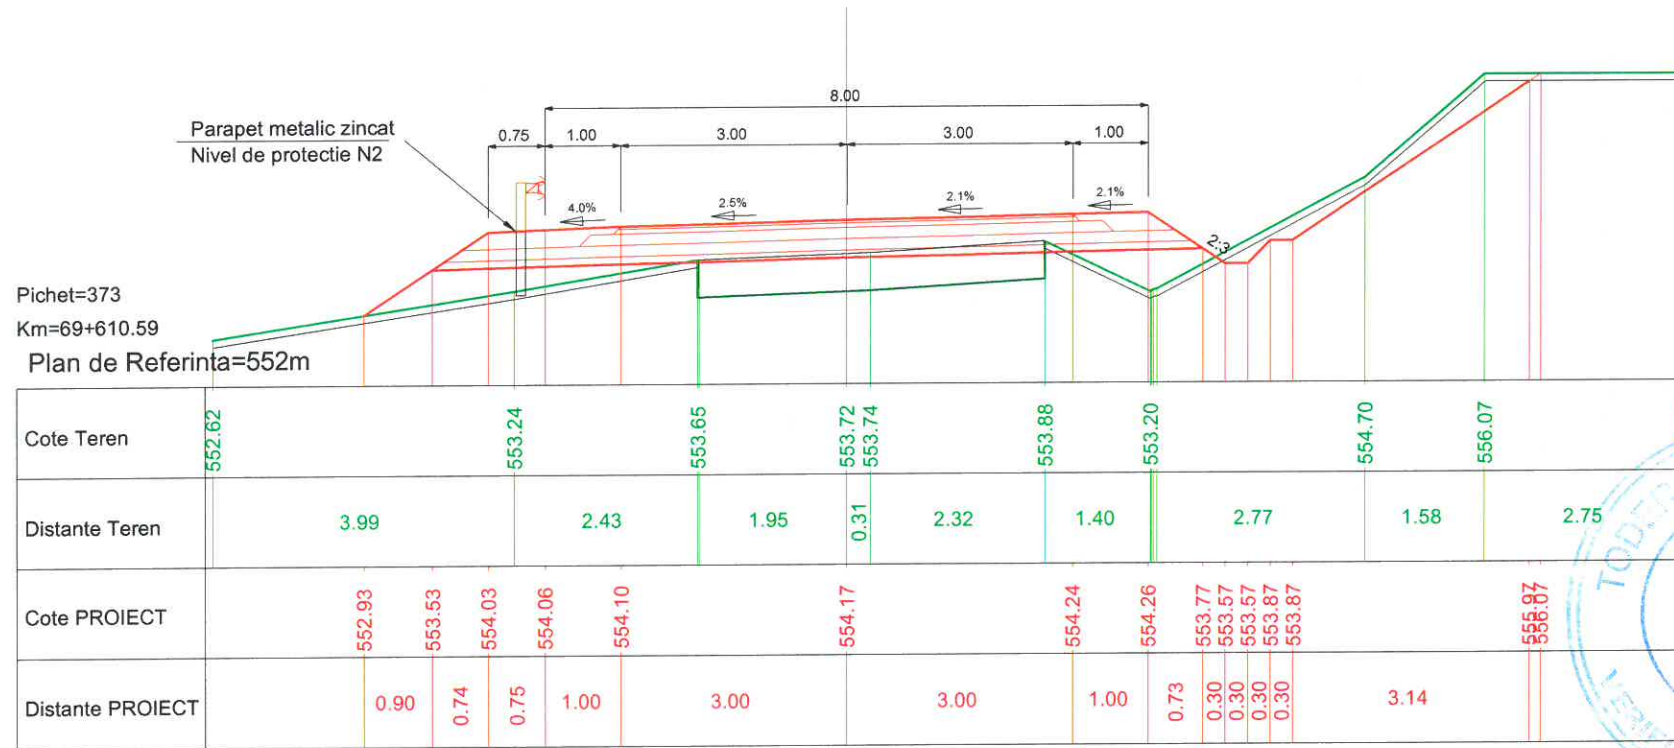 8.00
Parapet metalic zincat
Nivel de protectie N2
0.75 1.00 3.00 3.00 1.00
4.0% 2.5% 2.1% 2.1%
2:3
Pichet=373
Km=69+610.59
Plan de Referinta=552m
Cote Teren 552.62 553.24 553.65 553.72 553.74 553.88 553.20 554.70 556.07
Distante Teren 3.99 2.43 1.95 0.31 2.32 1.40 2.77 1.58 2.75
Cote PROIECT 552.93 553.53 554.03 554.06 554.10 554.17 554.24 554.26 553.77 553.57 553.57 553.87 553.87 555.97 556.07
Distante PROIECT 0.90 0.74 0.75 1.00 3.00 3.00 1.00 0.73 0.30 0.30 0.30 0.30 3.14